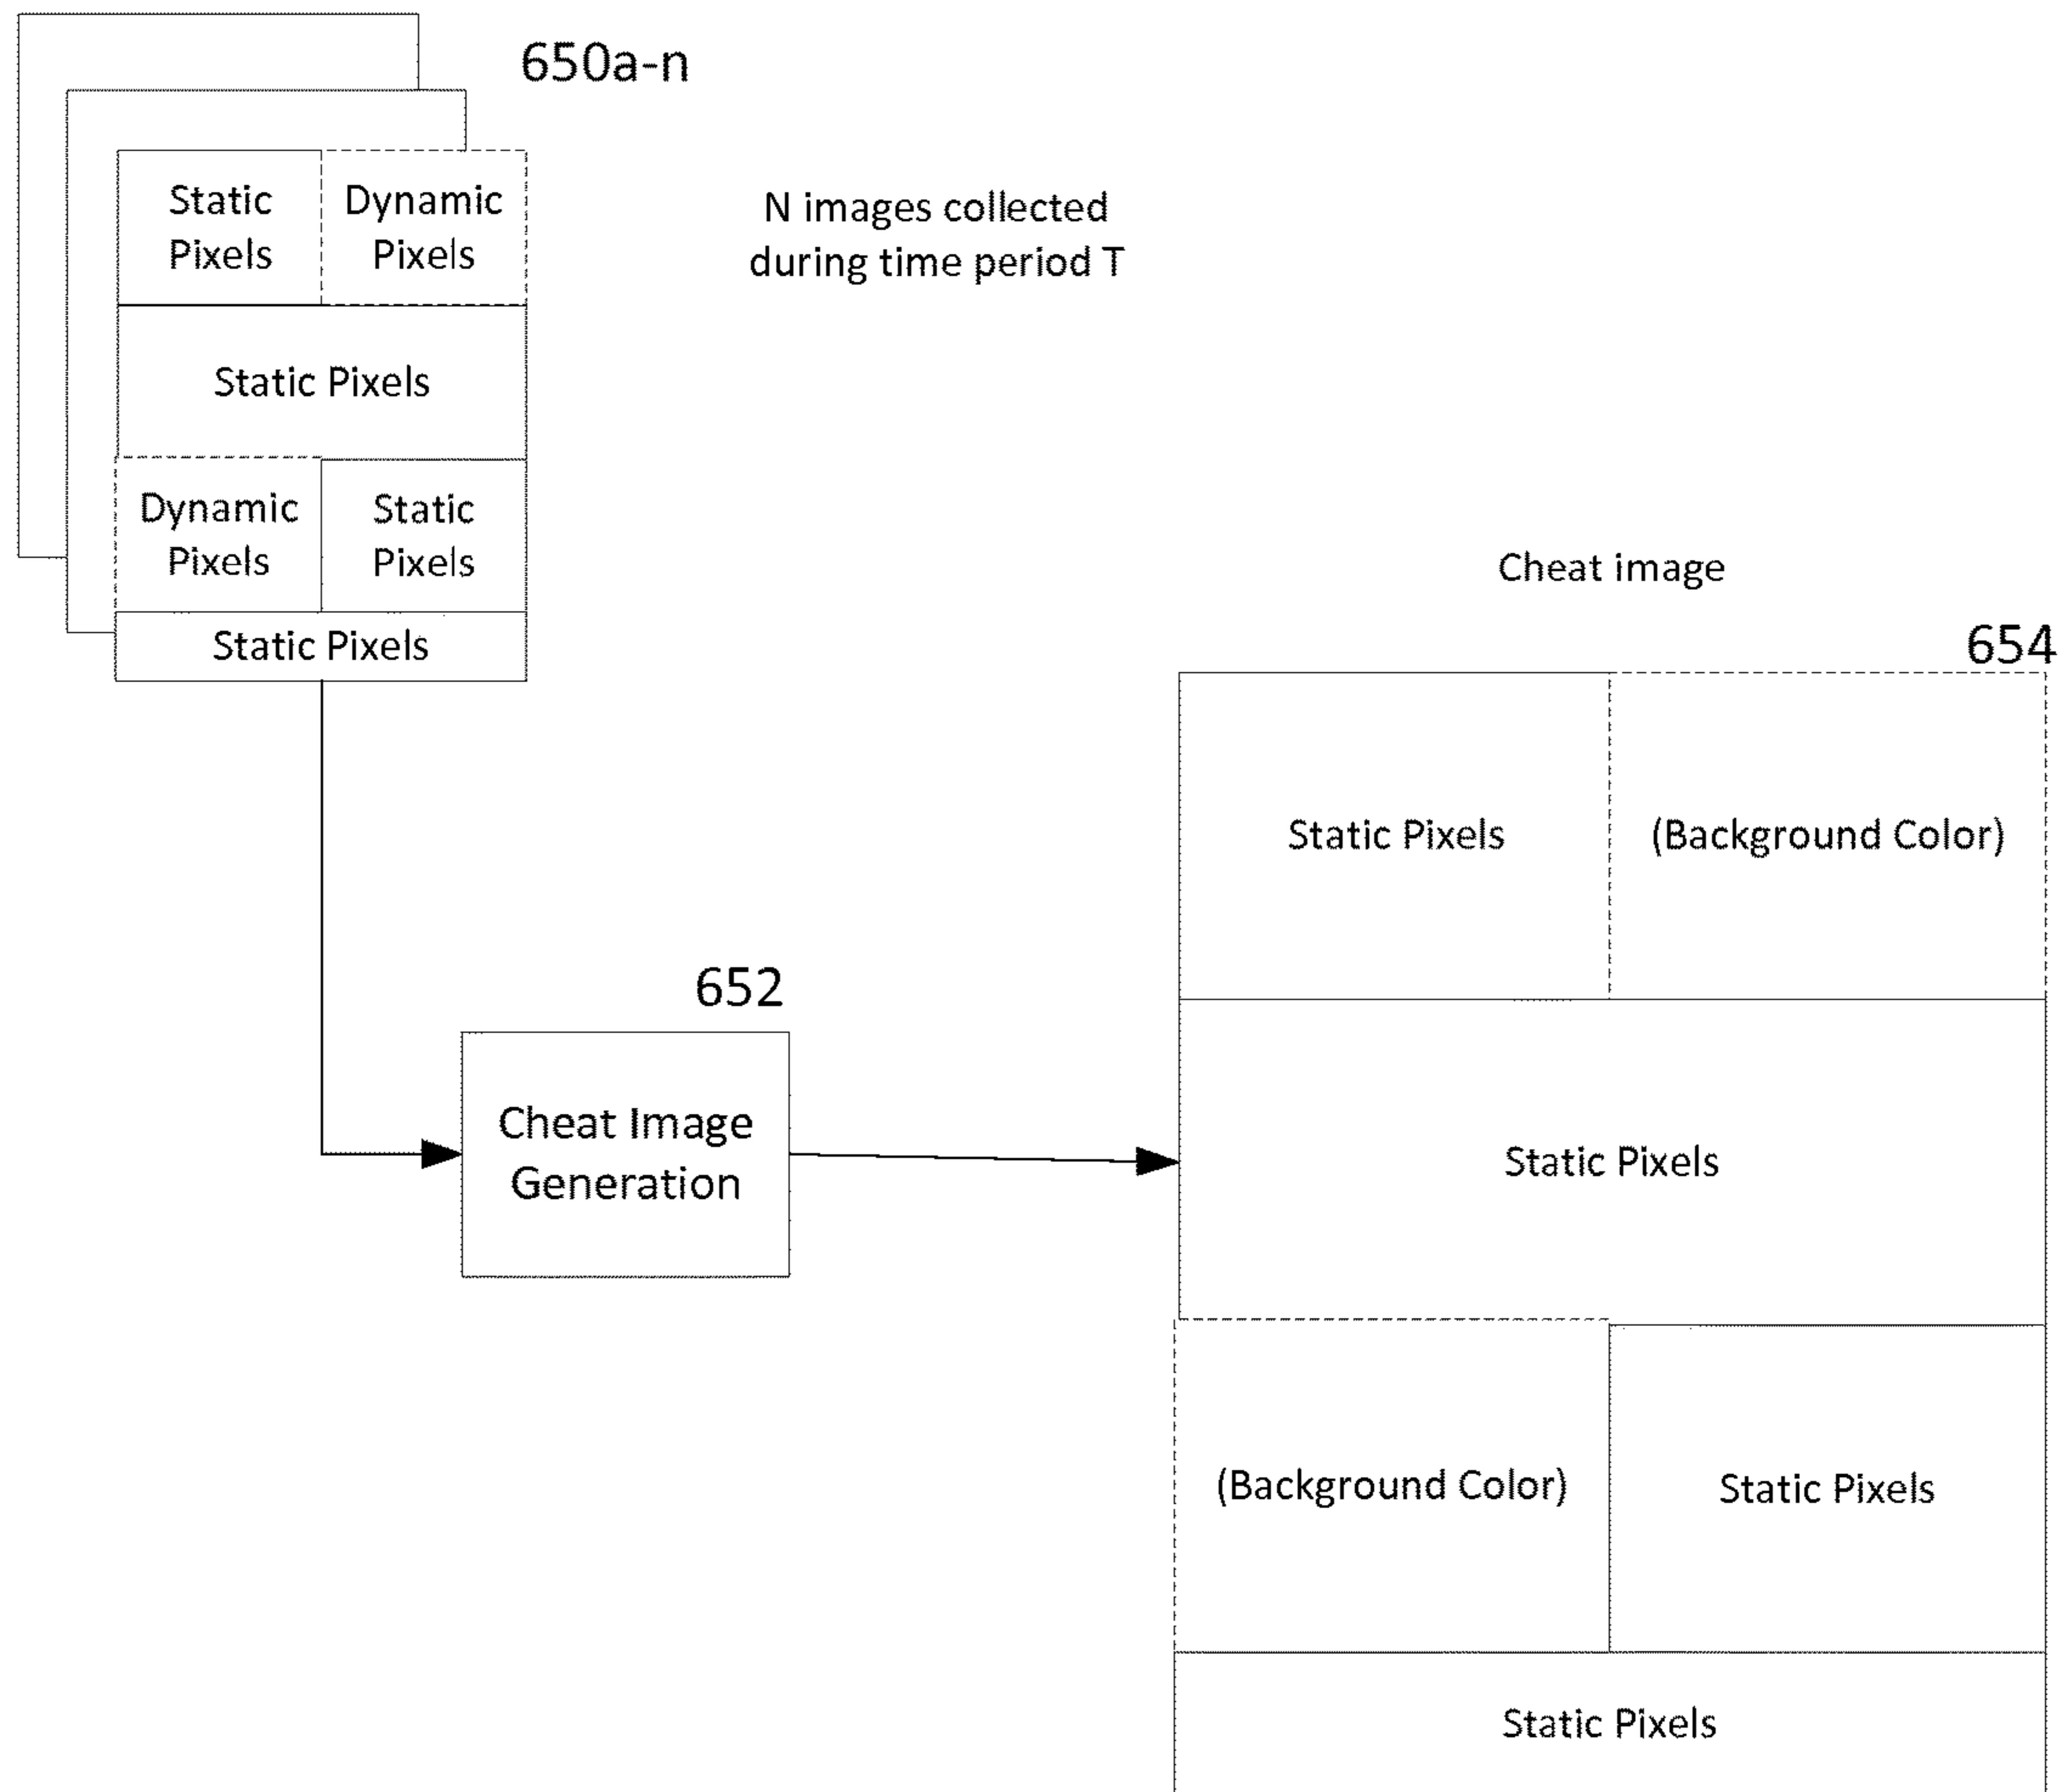 650a-n
Static
Pixels
Dynamic
Pixels
N images collected
during time period T
Static Pixels
Dynamic
Pixels
Static
Pixels
Static Pixels
Cheat image
654
Static Pixels
(Background Color)
652
Cheat Image
Generation
Static Pixels
(Background Color)
Static Pixels
Static Pixels